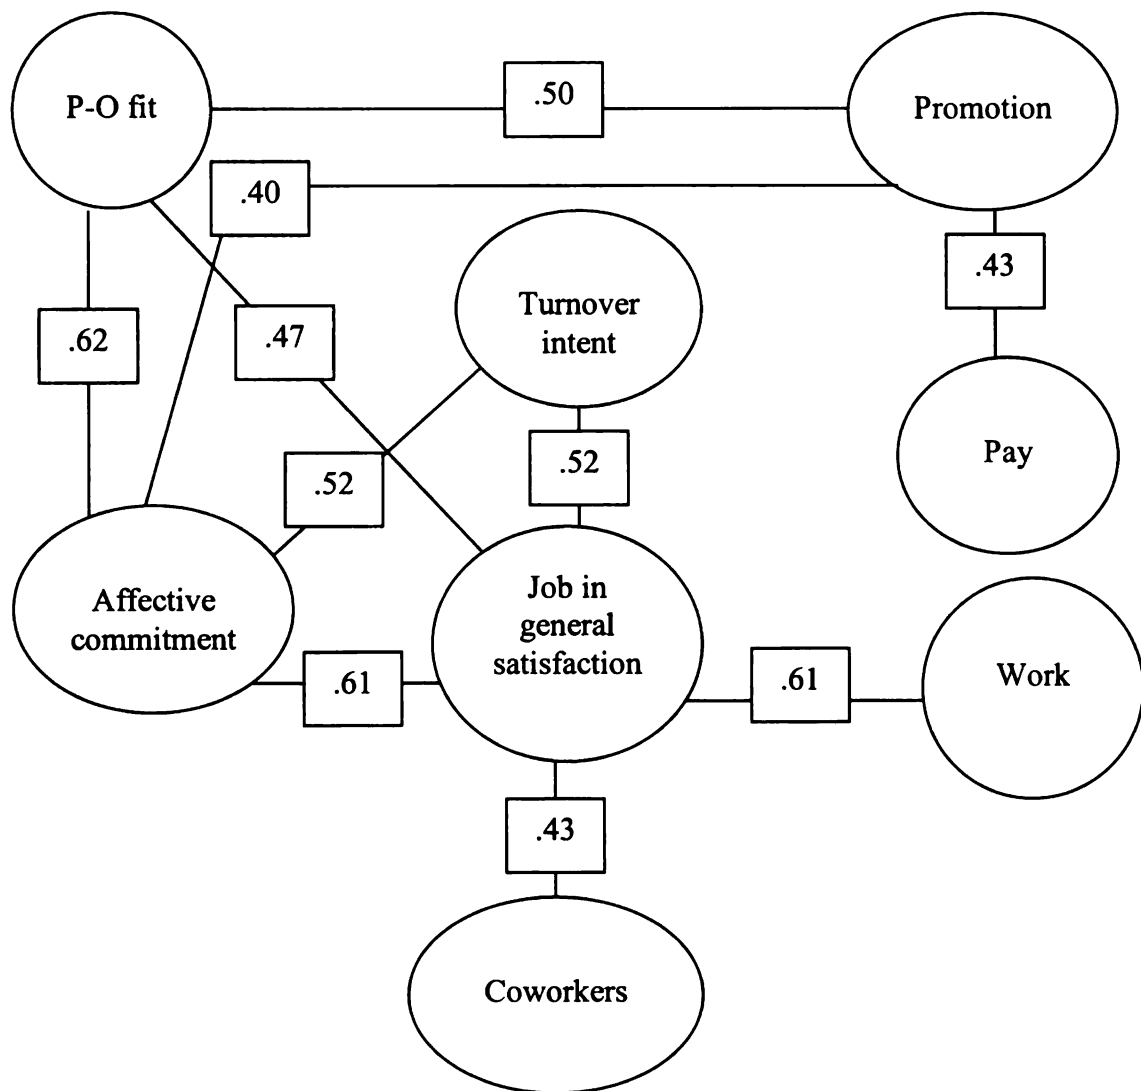 P-O fit
.50
Promotion
.40
.43
Turnover
intent
.62
.47
.52
.52
Pay
Affective
commitment
Job in
general
satisfaction
.61
.61
Work
.43
Coworkers